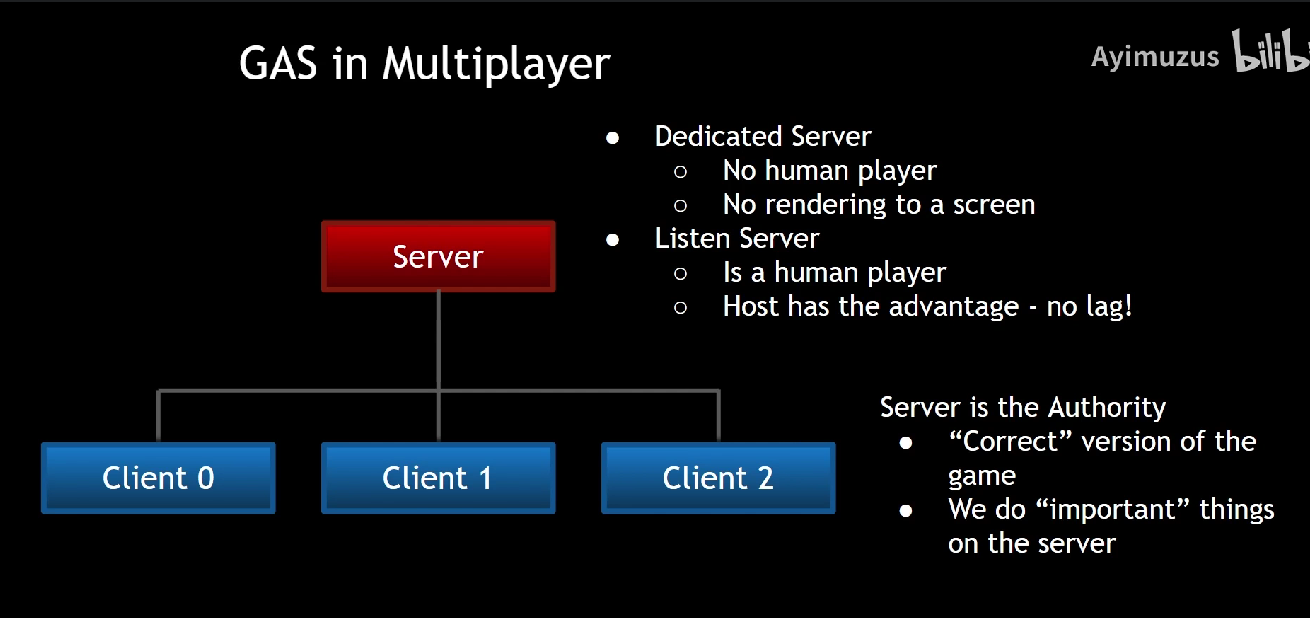 GAS in Multiplayer
Ayimuzus bilibi
● Dedicated Server
○ No human player
○ No rendering to a screen
● Listen Server
○ Is a human player
○ Host has the advantage - no lag!
Server
Client 0
Client 1
Client 2
Server is the Authority
● “Correct” version of the
game
● We do “important” things
on the server